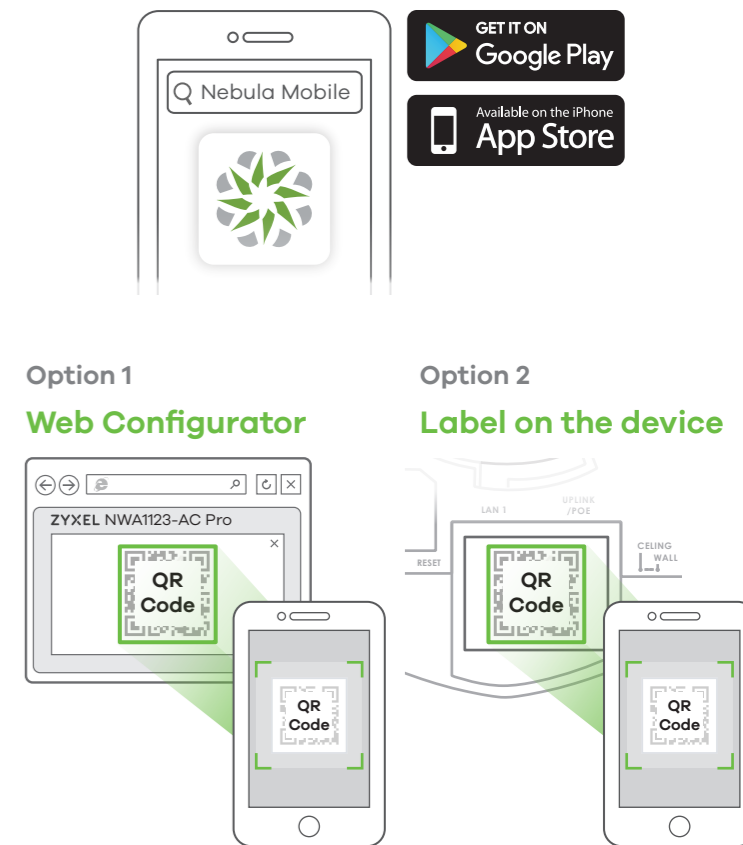 GET IT ON
Google Play
Nebula Mobile
Available on the iPhone
App Store
Option 1
Web Configurator
ZYXEL NWA1123-AC Pro
QR
Code
QR
Code
Option 2
Label on the device
LAN 1
UPLINK
/POE
RESET
CELING
WALL
QR
Code
QR
Code